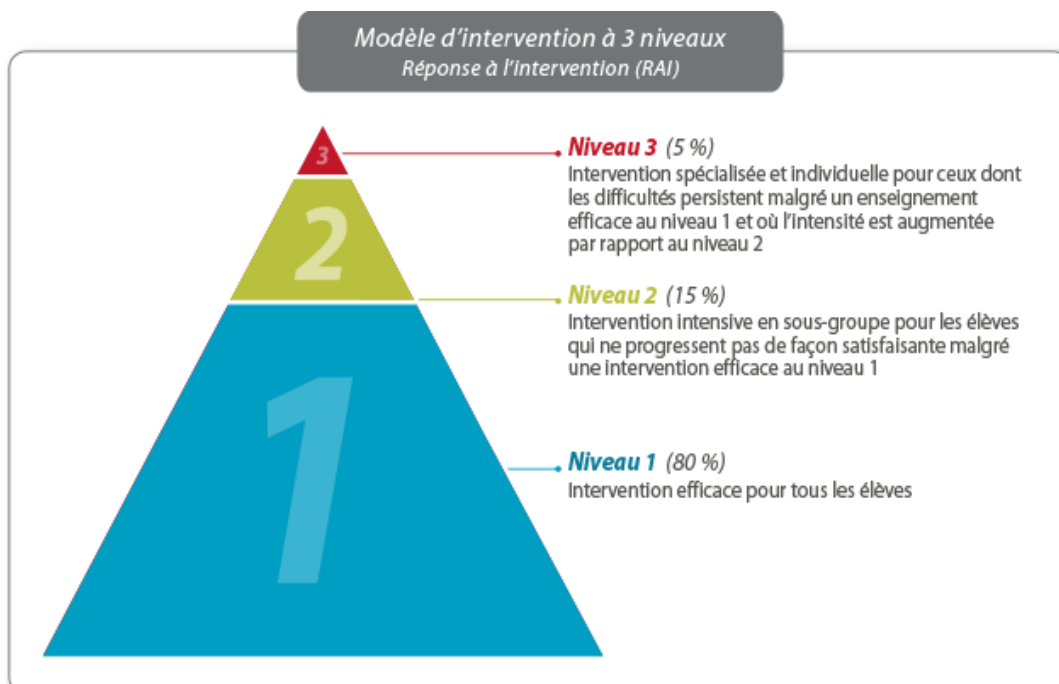 Modèle d'intervention à 3 niveaux
Réponse à l'intervention (RAI)
3
Niveau 3 (5 %)
Intervention spécialisée et individuelle pour ceux dont
les difficultés persistent malgré un enseignement
efficace au niveau 1 et où l'intensité est augmentée
par rapport au niveau 2
2
Niveau 2 (15 %)
Intervention intensive en sous-groupe pour les élèves
qui ne progressent pas de façon satisfaisante malgré
une intervention efficace au niveau 1
1
Niveau 1 (80 %)
Intervention efficace pour tous les élèves